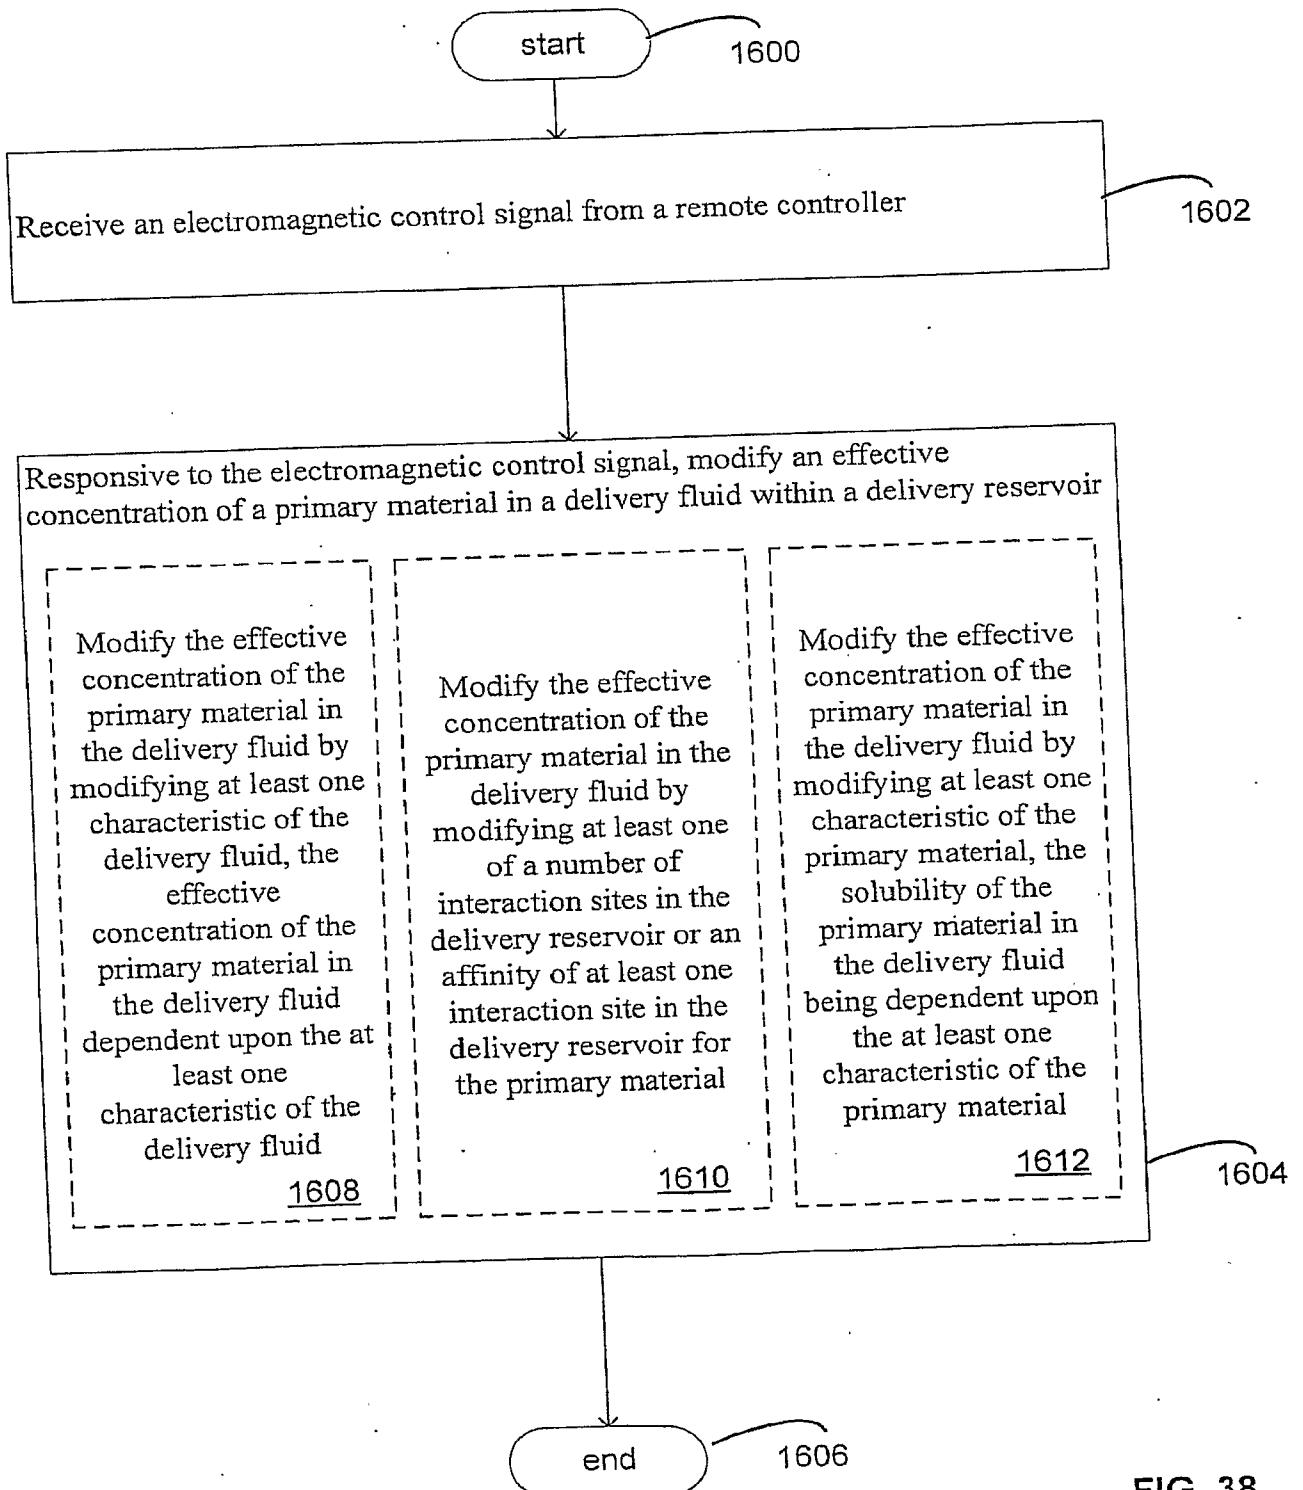 start
1600
Receive an electromagnetic control signal from a remote controller
1602
Responsive to the electromagnetic control signal, modify an effective
concentration of a primary material in a delivery fluid within a delivery reservoir
Modify the effective
concentration of the
primary material in
the delivery fluid by
modifying at least one
characteristic of the
delivery fluid, the
effective
concentration of the
primary material in
the delivery fluid
dependent upon the at
least one
characteristic of the
delivery fluid
1608
Modify the effective
concentration of the
primary material in the
delivery fluid by
modifying at least one
of a number of
interaction sites in the
delivery reservoir or an
affinity of at least one
interaction site in the
delivery reservoir for
the primary material
1610
Modify the effective
concentration of the
primary material in
the delivery fluid by
modifying at least one
characteristic of the
primary material, the
solubility of the
primary material in
the delivery fluid
being dependent upon
the at least one
characteristic of the
primary material
1612
1604
end
1606
FIG. 38